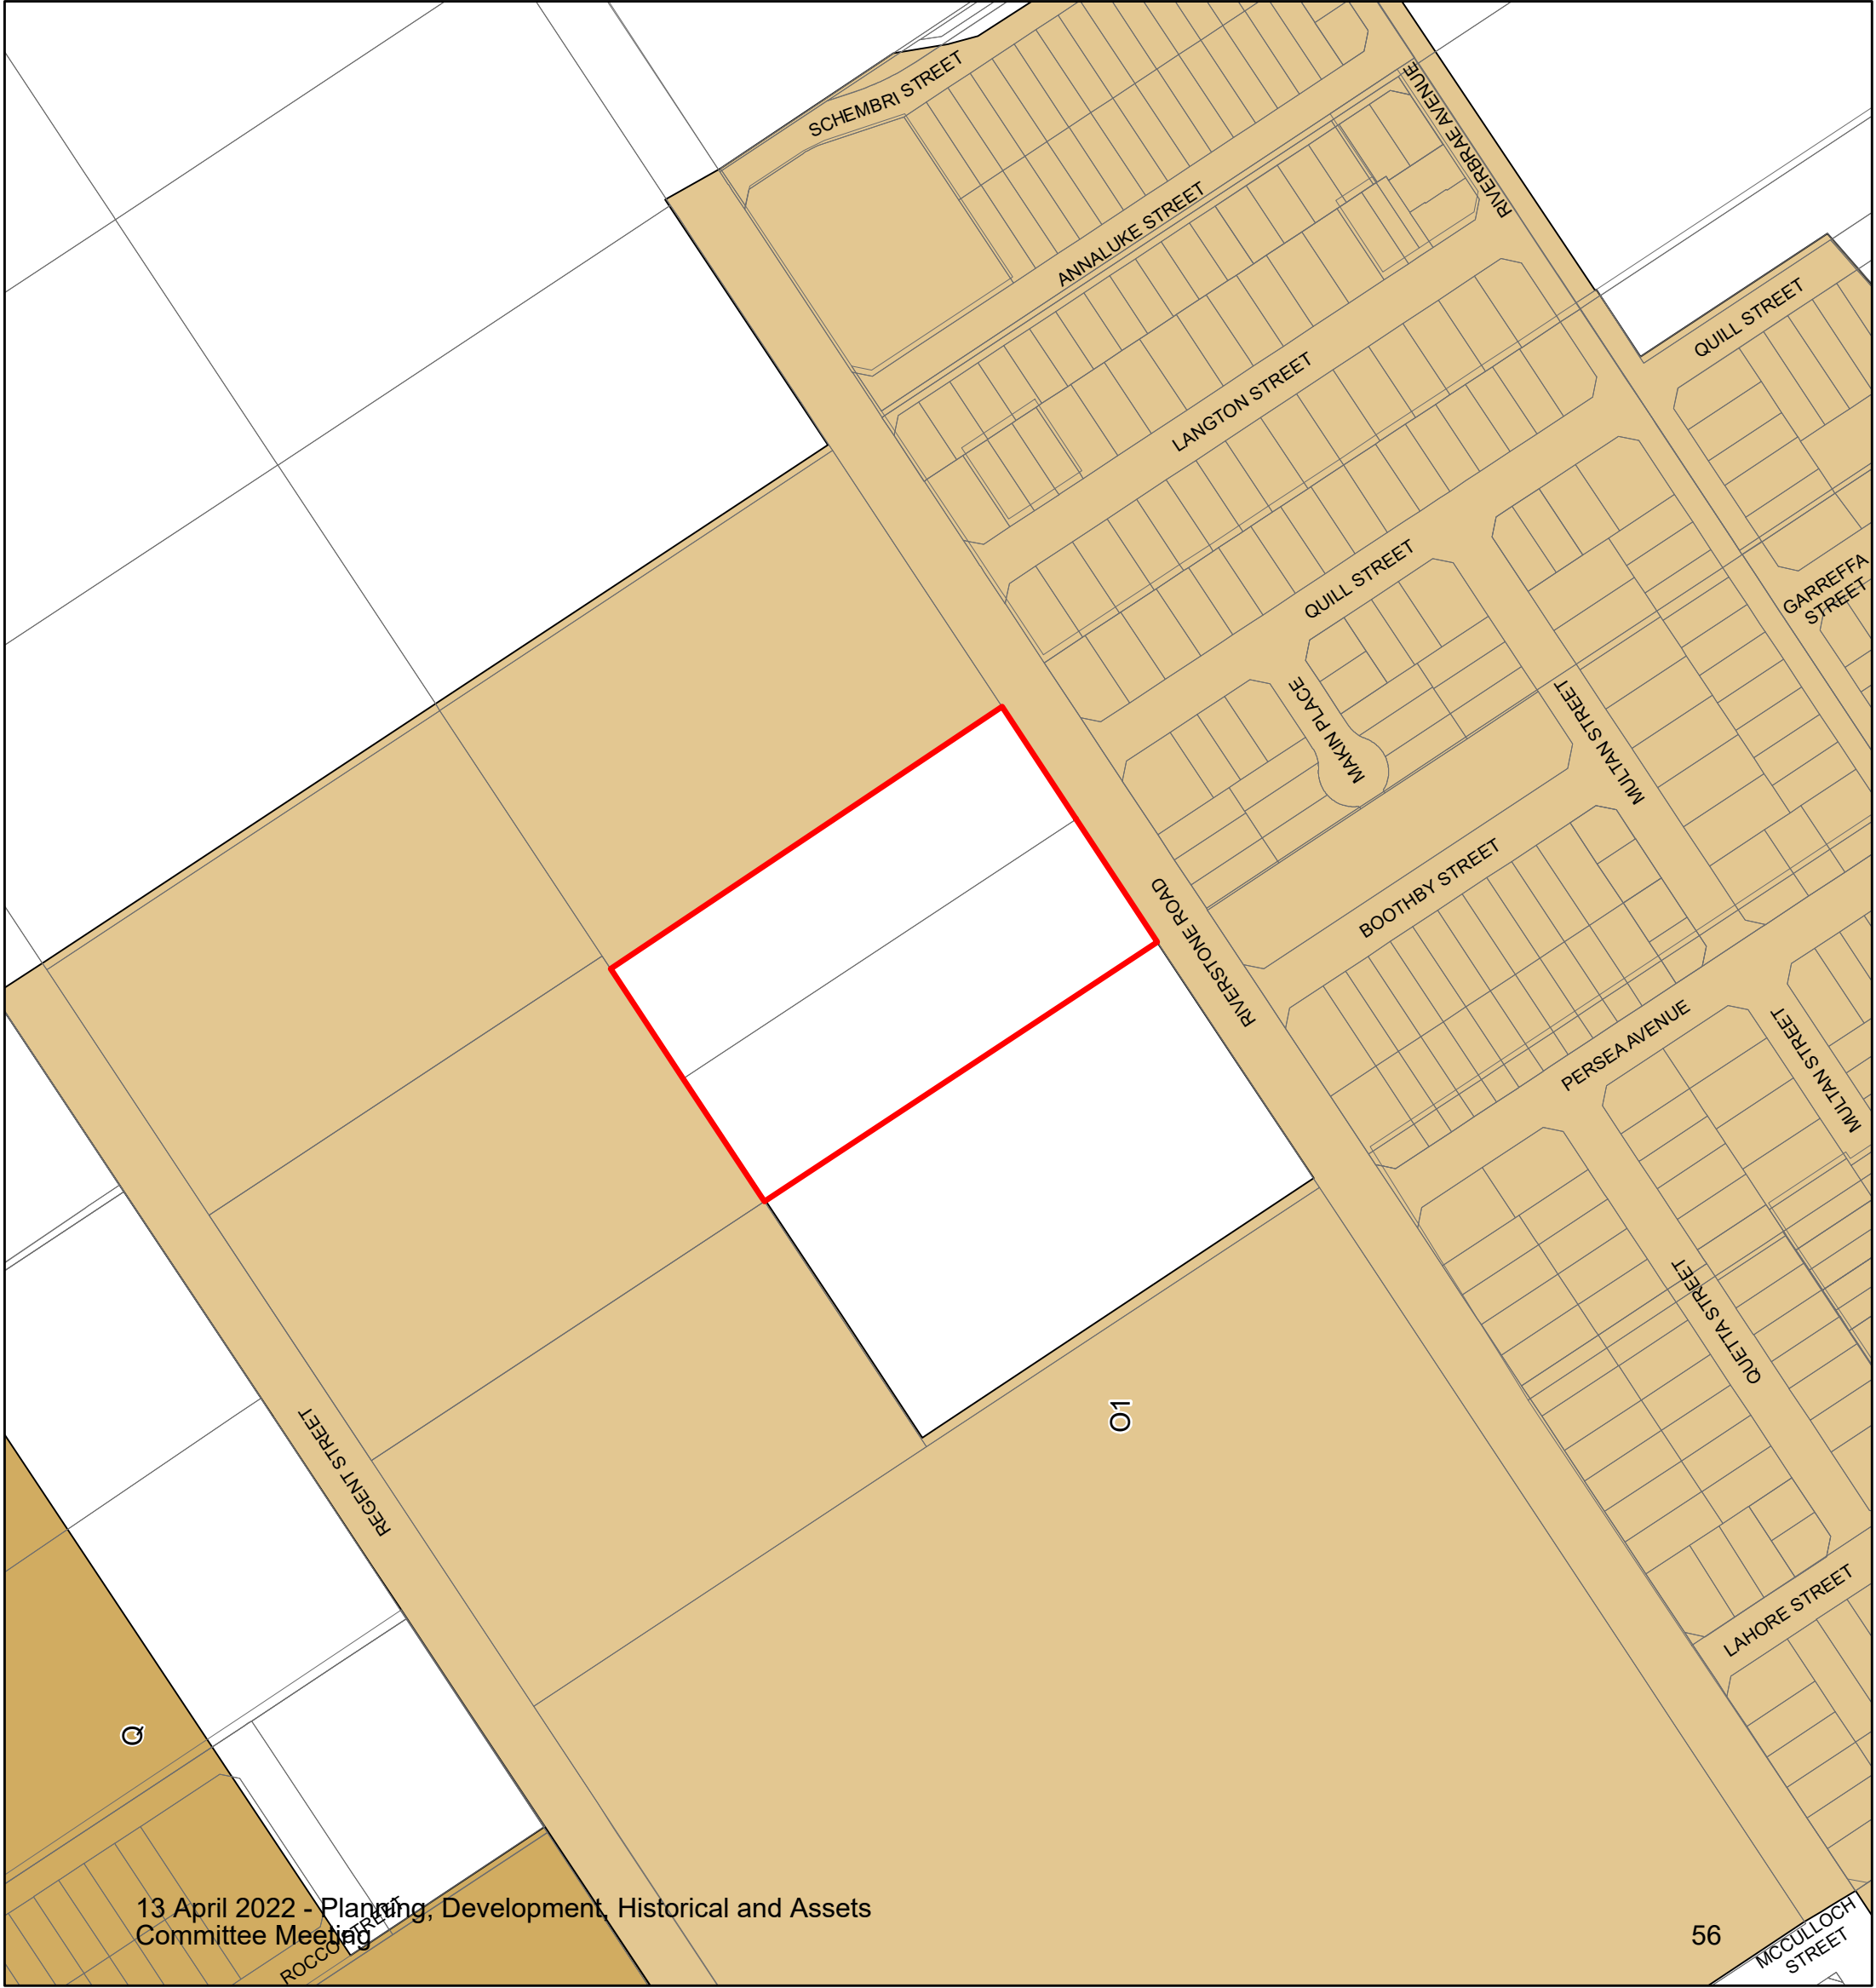 SCHEMBRI STREET
RIVERBRAE AVENUE
ANNALUKE STREET
QUILL STREET
LANGTON STREET
QUILL STREET
GARREFFA
STREET
MAKIN PLACE
MULTAN STREET
BOOTHBY STREET
RIVERSTONE ROAD
PERSEA AVENUE
MULTAN STREET
QUETTA STREET
O1
REGENT STREET
LAHORE STREET
Q
13 April 2022 - Planning, Development, Historical and Assets
Committee Meeting
ROCCO STREET
56
MCCULLOCH
STREET